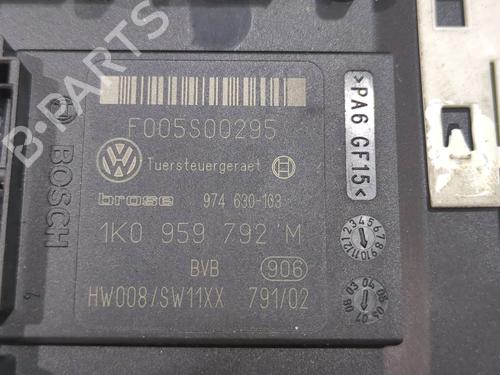 F005S00295
Tuersteuergeraet
brose 974 630-103
1K0 959 792 M
BVB 906
HW008/SW11XX 791/02
BOSCH
>PA6 GF15<
B-PARTS